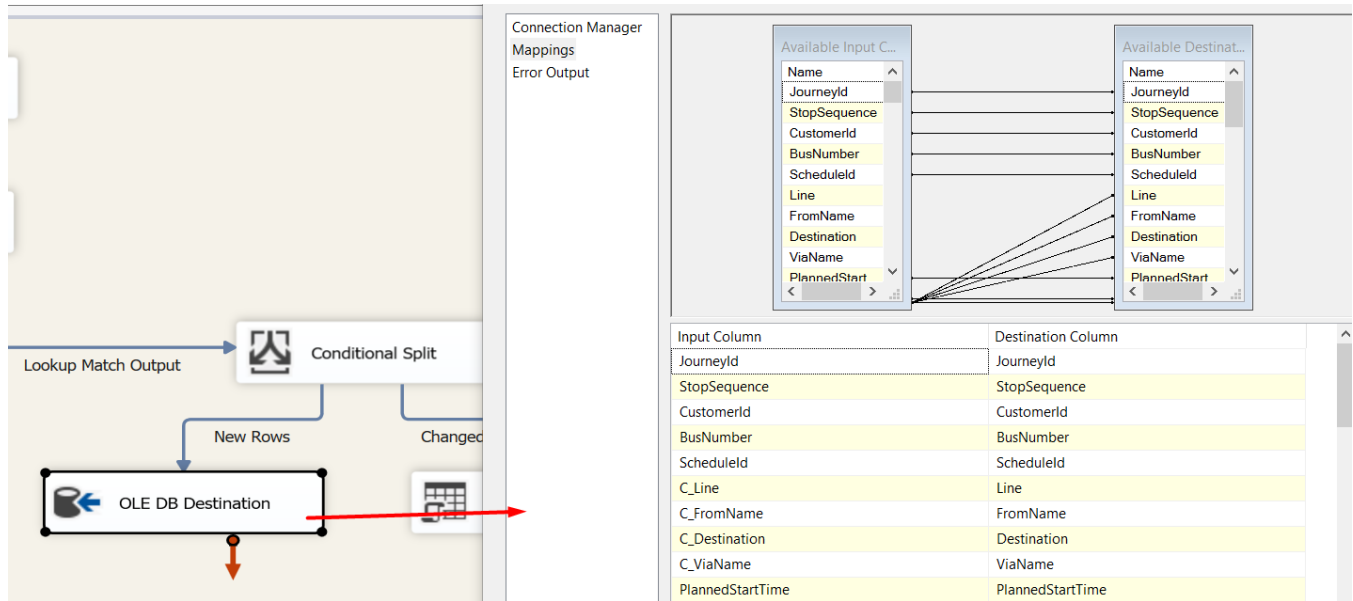 Lookup Match Output
Conditional Split
New Rows
Changed
OLE DB Destination
Connection Manager
Mappings
Error Output
Available Input C...
Name
JourneyId
StopSequence
CustomerId
BusNumber
ScheduleId
Line
FromName
Destination
ViaName
PlannedStart
Available Destinat...
Name
JourneyId
StopSequence
CustomerId
BusNumber
ScheduleId
Line
FromName
Destination
ViaName
PlannedStart
Input Column Destination Column
JourneyId JourneyId
StopSequence StopSequence
CustomerId CustomerId
BusNumber BusNumber
ScheduleId ScheduleId
C_Line Line
C_FromName FromName
C_Destination Destination
C_ViaName ViaName
PlannedStartTime PlannedStartTime